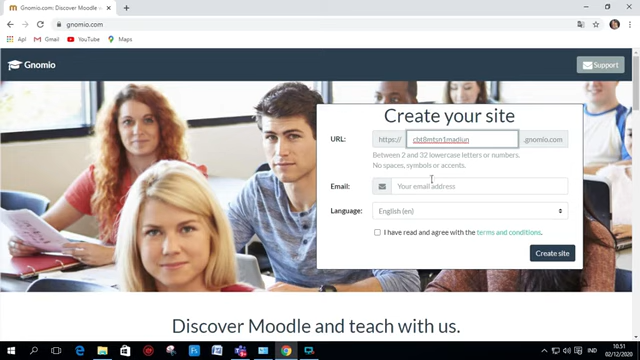 Gnomio.com: Discover Moodle
gnomio.com
Apl
Gmail
YouTube
Maps
Gnomio
Support
Create your site
URL:
https://
cbt8mtsn1madiun
.gnomio.com
Between 2 and 32 lowercase letters or numbers.
No spaces, symbols or accents.
Email:
Your email address
Language:
English (en)
I have read and agree with the terms and conditions.
Create site
Discover Moodle and teach with us.
IND
10.51
02/12/2020